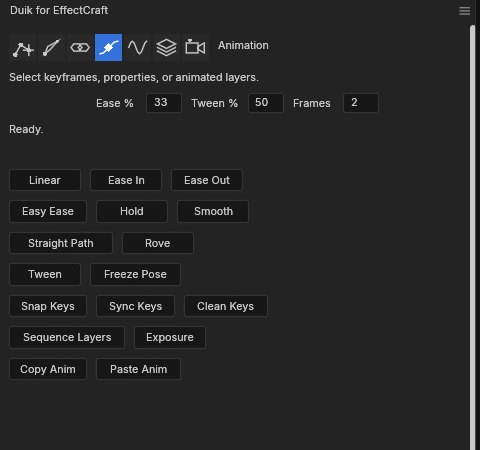 Duik for EffectCraft
Animation
Select keyframes, properties, or animated layers.
Ease % 33 Tween % 50 Frames 2
Ready.
Linear Ease In Ease Out
Easy Ease Hold Smooth
Straight Path Rove
Tween Freeze Pose
Snap Keys Sync Keys Clean Keys
Sequence Layers Exposure
Copy Anim Paste Anim